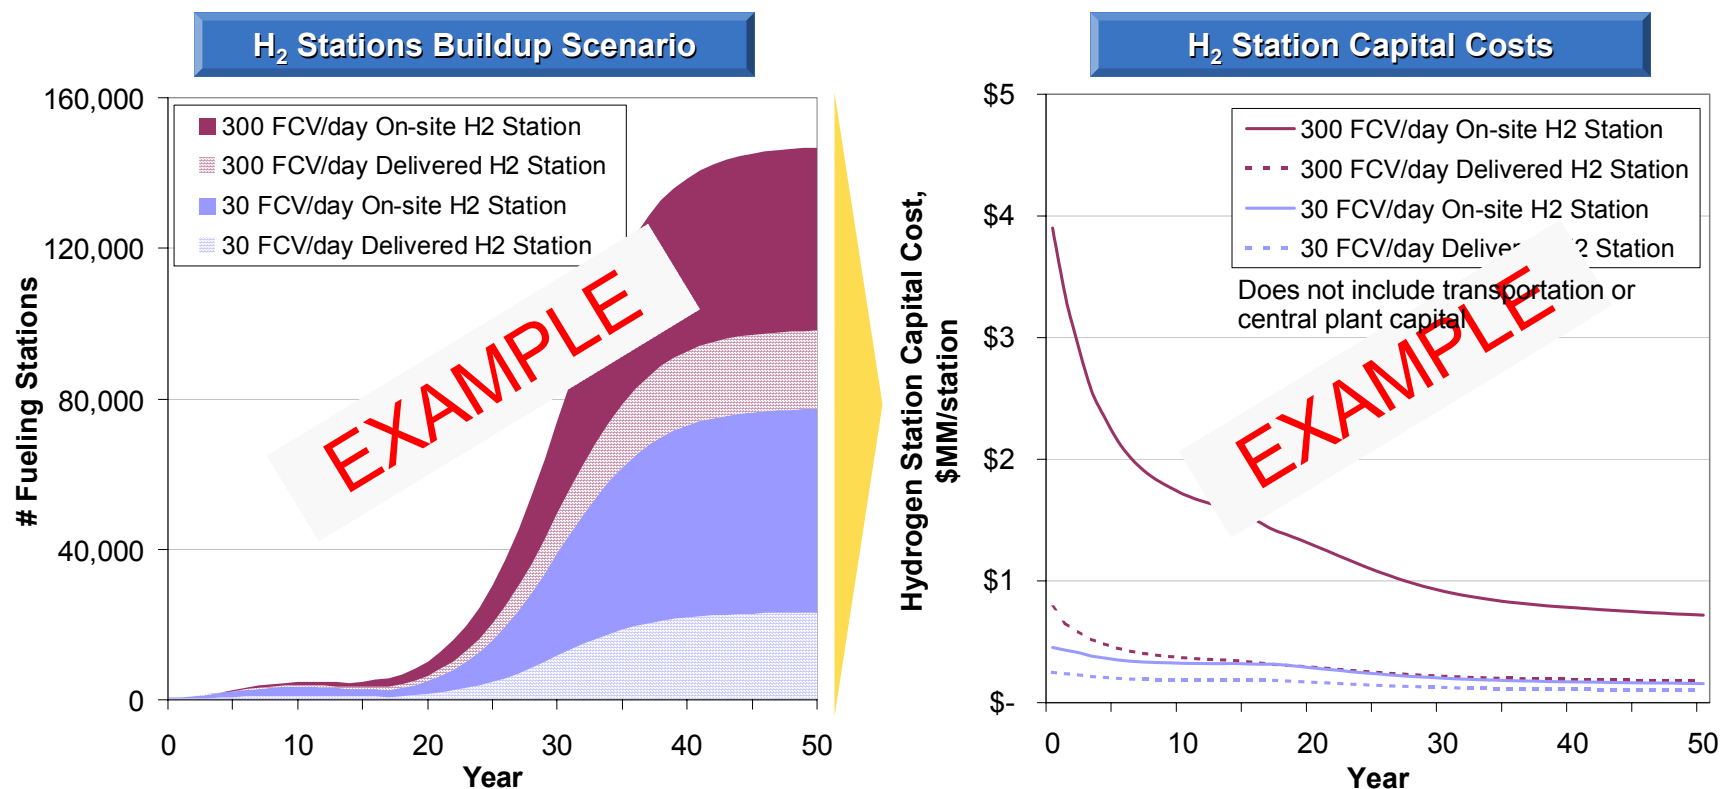 H2 Stations Buildup Scenario
160,000
120,000
80,000
40,000
0
# Fueling Stations
300 FCV/day On-site H2 Station
300 FCV/day Delivered H2 Station
30 FCV/day On-site H2 Station
30 FCV/day Delivered H2 Station
EXAMPLE
0 10 20 30 40 50
Year
H2 Station Capital Costs
$5
$4
$3
$2
$1
$-
Hydrogen Station Capital Cost,
$MM/station
300 FCV/day On-site H2 Station
300 FCV/day Delivered H2 Station
30 FCV/day On-site H2 Station
30 FCV/day Delivered H2 Station
Does not include transportation or
central plant capital
EXAMPLE
0 10 20 30 40 50
Year